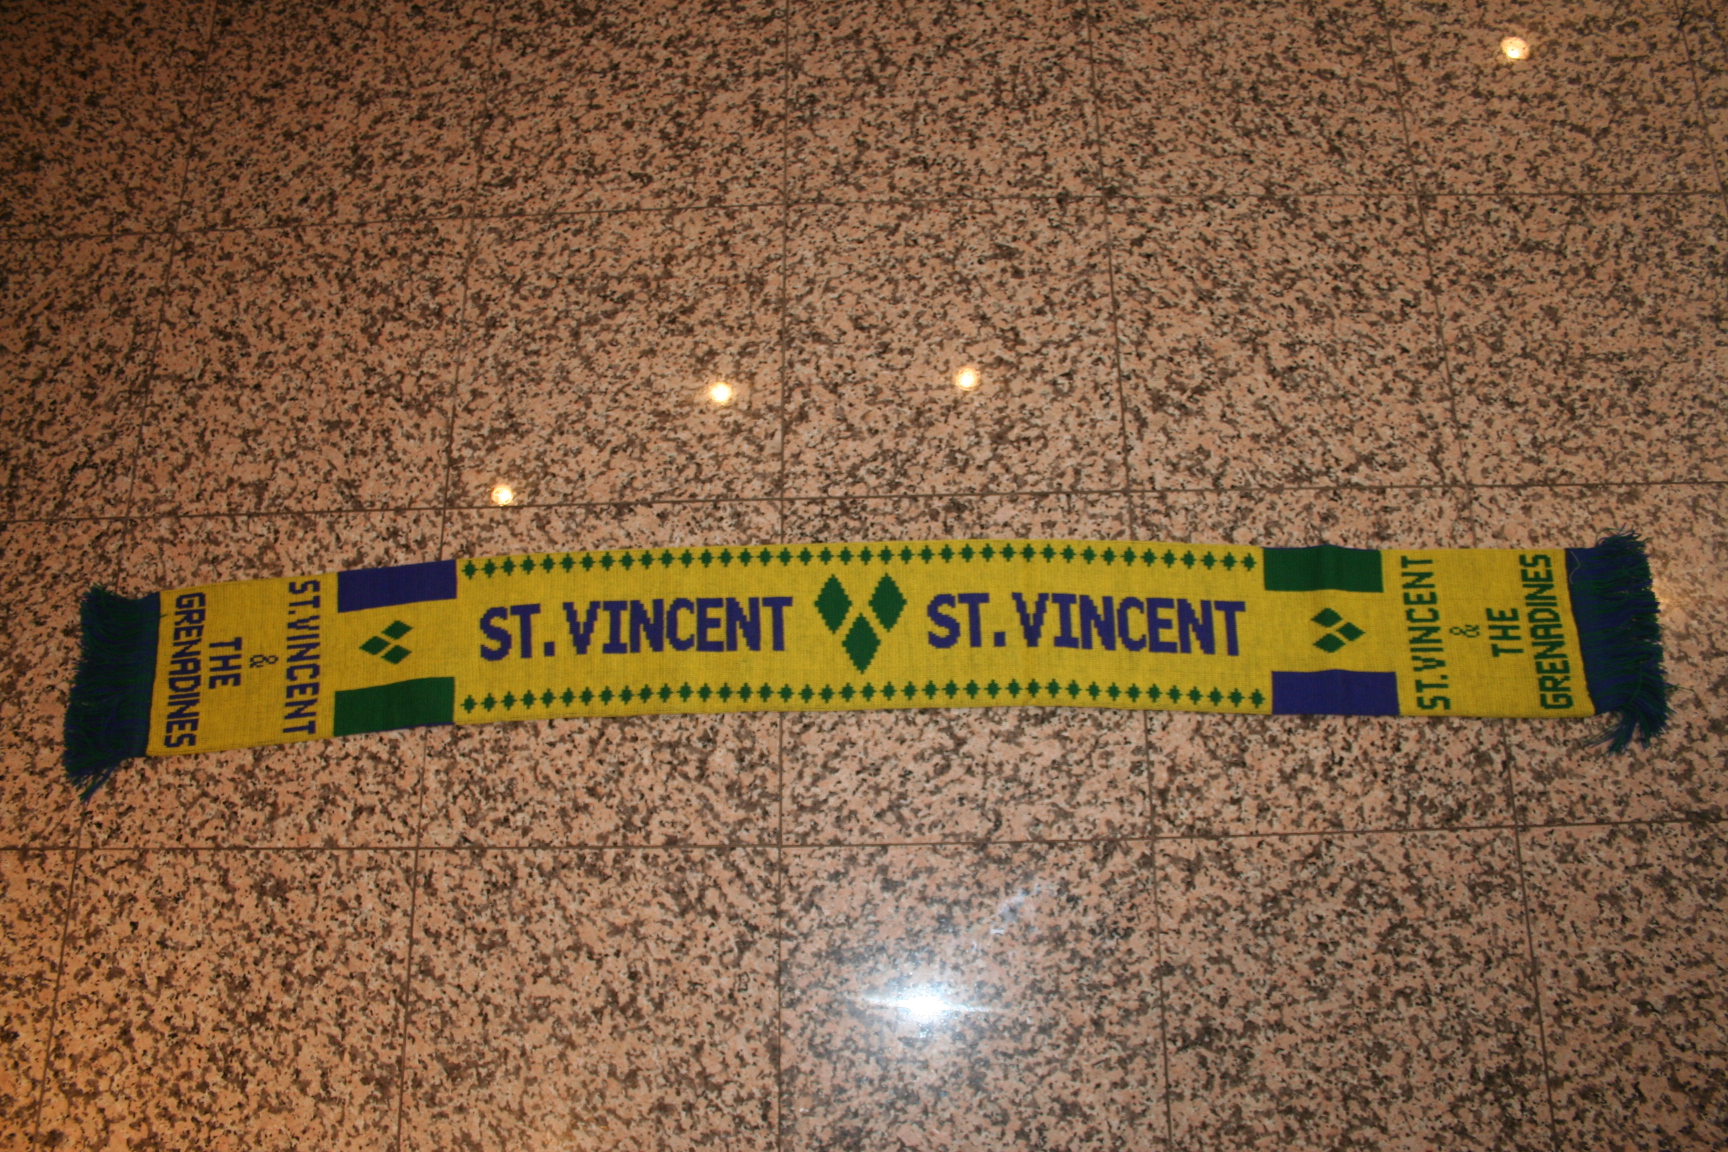 ST.VINCENT
&
THE
GRENADINES
ST.VINCENT ST.VINCENT
ST.VINCENT
&
THE
GRENADINES